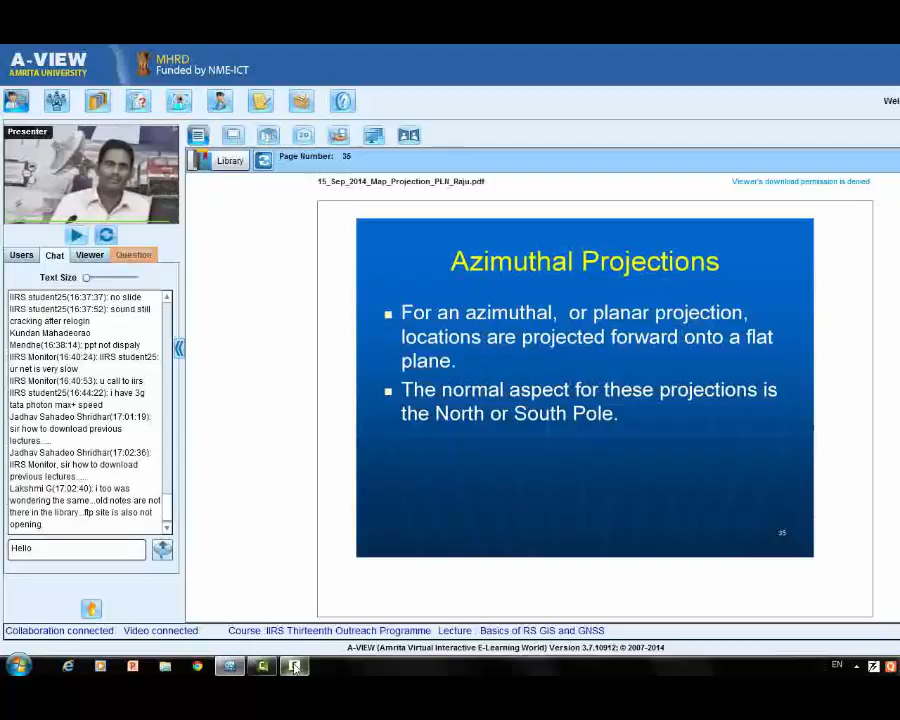 A-VIEW
AMRITA UNIVERSITY
MHRD
Funded by NME-ICT
Presenter
Library
Page Number: 35
15_Sep_2014_Map_Projection_PLN_Raju.pdf
Viewer's download permission is denied
Users
Chat
Viewer
Question
Text Size
IIRS student25(16:37:37): no slide
IIRS student25(16:37:52): sound still
cracking after relogin
Kundan Mahadeorao
Mendhe(16:38:14): ppt not dispaly
IIRS Monitor(16:40:24): IIRS student25:
ur net is very slow
IIRS Monitor(16:40:53): u call to iirs
IIRS student25(16:44:22): i have 3g
tata photon max+ speed
Jadhav Sahadeo Shridhar(17:01:19):
sir how to download previous
lectures.....
Jadhav Sahadeo Shridhar(17:02:36):
IIRS Monitor, sir how to download
previous lectures.....
Lakshmi G(17:02:40): i too was
wondering the same...old notes are not
there in the library...ftp site is also not
opening
Hello
Azimuthal Projections
For an azimuthal, or planar projection,
locations are projected forward onto a flat
plane.
The normal aspect for these projections is
the North or South Pole.
35
Collaboration connected Video connected Course :IIRS Thirteenth Outreach Programme Lecture : Basics of RS GIS and GNSS
A-VIEW (Amrita Virtual Interactive E-Learning World) Version 3.7.10912; © 2007-2014
EN